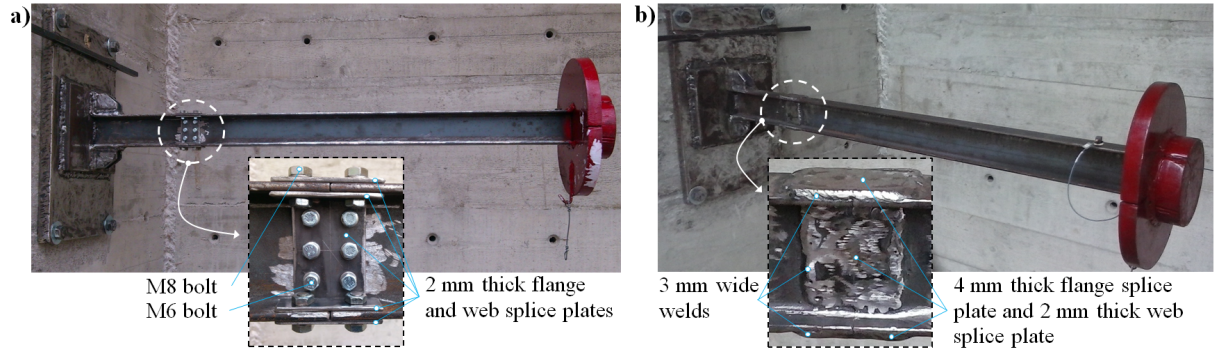 a)
M8 bolt
M6 bolt
2 mm thick flange
and web splice plates
b)
3 mm wide
welds
4 mm thick flange splice
plate and 2 mm thick web
splice plate